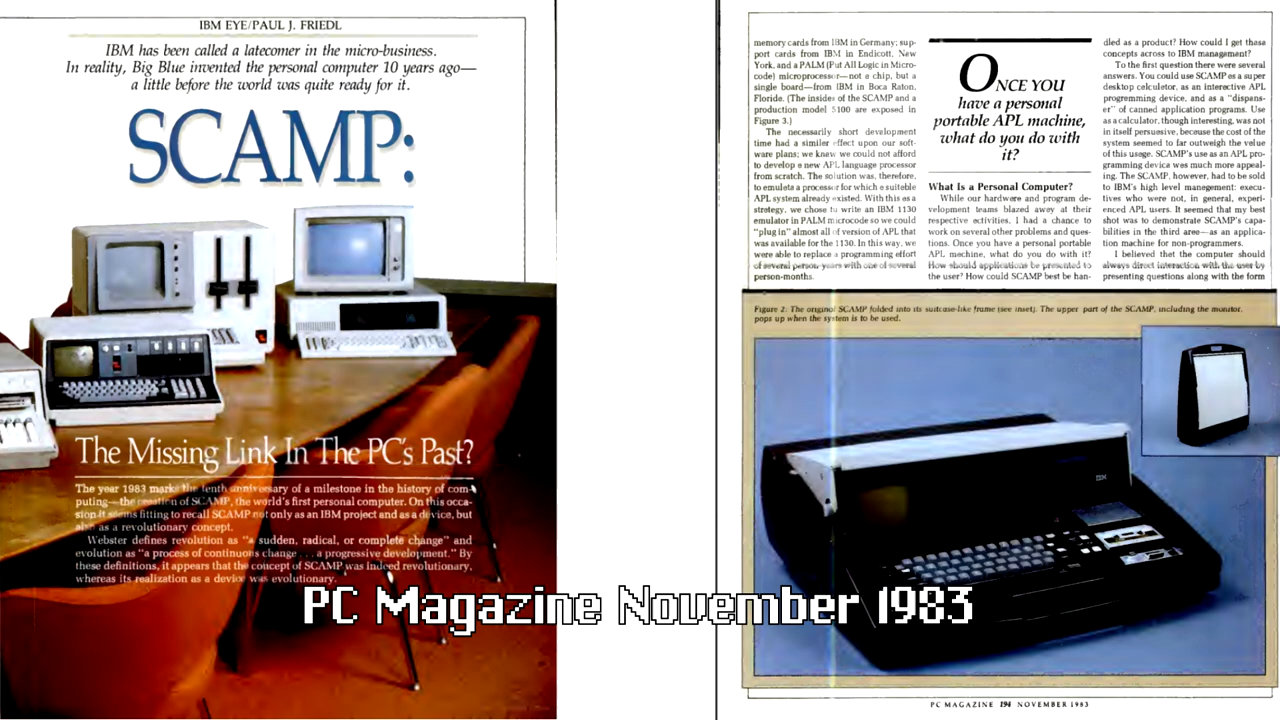 IBM EYE/PAUL J. FRIEDL
IBM has been called a latecomer in the micro-business.
In reality, Big Blue invented the personal computer 10 years ago—
a little before the world was quite ready for it.
SCAMP:
The Missing Link In The PC's Past?
The year 1983 marks the tenth anniversary of a milestone in the history of com-
puting—the creation of SCAMP, the world's first personal computer. On this occa-
sion it seems fitting to recall SCAMP not only as an IBM project and as a device, but
also as a revolutionary concept.
Webster defines revolution as "a sudden, radical, or complete change" and
evolution as "a process of continuous change . . . a progressive development." By
these definitions, it appears that the concept of SCAMP was indeed revolutionary,
whereas its realization as a device was evolutionary.
memory cards from IBM in Germany; sup-
port cards from IBM in Endicott, New
York, and a PALM (Put All Logic in Micro-
code) microprocessor—not a chip, but a
single board—from IBM in Boca Raton,
Floride. (The insides of the SCAMP and a
production model 5100 are exposed in
Figure 3.)
The necessarily short development
time had a similer effect upon our soft-
ware plans; we knew we could not afford
to develop e new APL language processor
from scratch. The solution was, therefore,
to emulete a processor for which e suiteble
APL system already existed. With this es a
strategy, we chose to write an IBM 1130
emulator in PALM microcode so we could
"plug in" almost all of version of APL that
was available for the 1130. In this way, we
were able to replace a programming effort
of several person-years with one of several
person-months.
ONCE YOU
have a personal
portable APL machine,
what do you do with
it?
What Is a Personal Computer?
While our hardware and program de-
velopment teams blazed away at their
respective ectivities, I had a chance to
work on several other problems and ques-
tions. Once you have a personal portable
APL machine, what do you do with it?
How should applications be presented to
the user? How could SCAMP best be han-
dled as a product? How could I get these
concepts across to IBM management?
To the first question there were several
answers. You could use SCAMP es a super
desktop celculetor, as an interactive APL
progremming device, and as a "dispens-
er" of canned application programs. Use
as a calculator, though interesting, was not
in itself persuesive, beceuse the cost of the
system seemed to far outweigh the value
of this usage. SCAMP's use as an APL pro-
gramming device wes much more appeal-
ing. The SCAMP, however, had to be sold
to IBM's high level management: execu-
tives who were not, in general, experi-
enced APL users. It seemed that my best
shot was to demonstrate SCAMP's capa-
bilities in the third area—as an applica-
tion machine for non-programmers.
I believed that the computer should
always direct interaction with the user by
presenting questions along with the form
Figure 2: The original SCAMP folded into its suitcase-like frame (see inset). The upper part of the SCAMP, including the monitor,
pops up when the system is to be used.
IBM
PC Magazine November 1983
PC MAGAZINE 194 NOVEMBER 1983